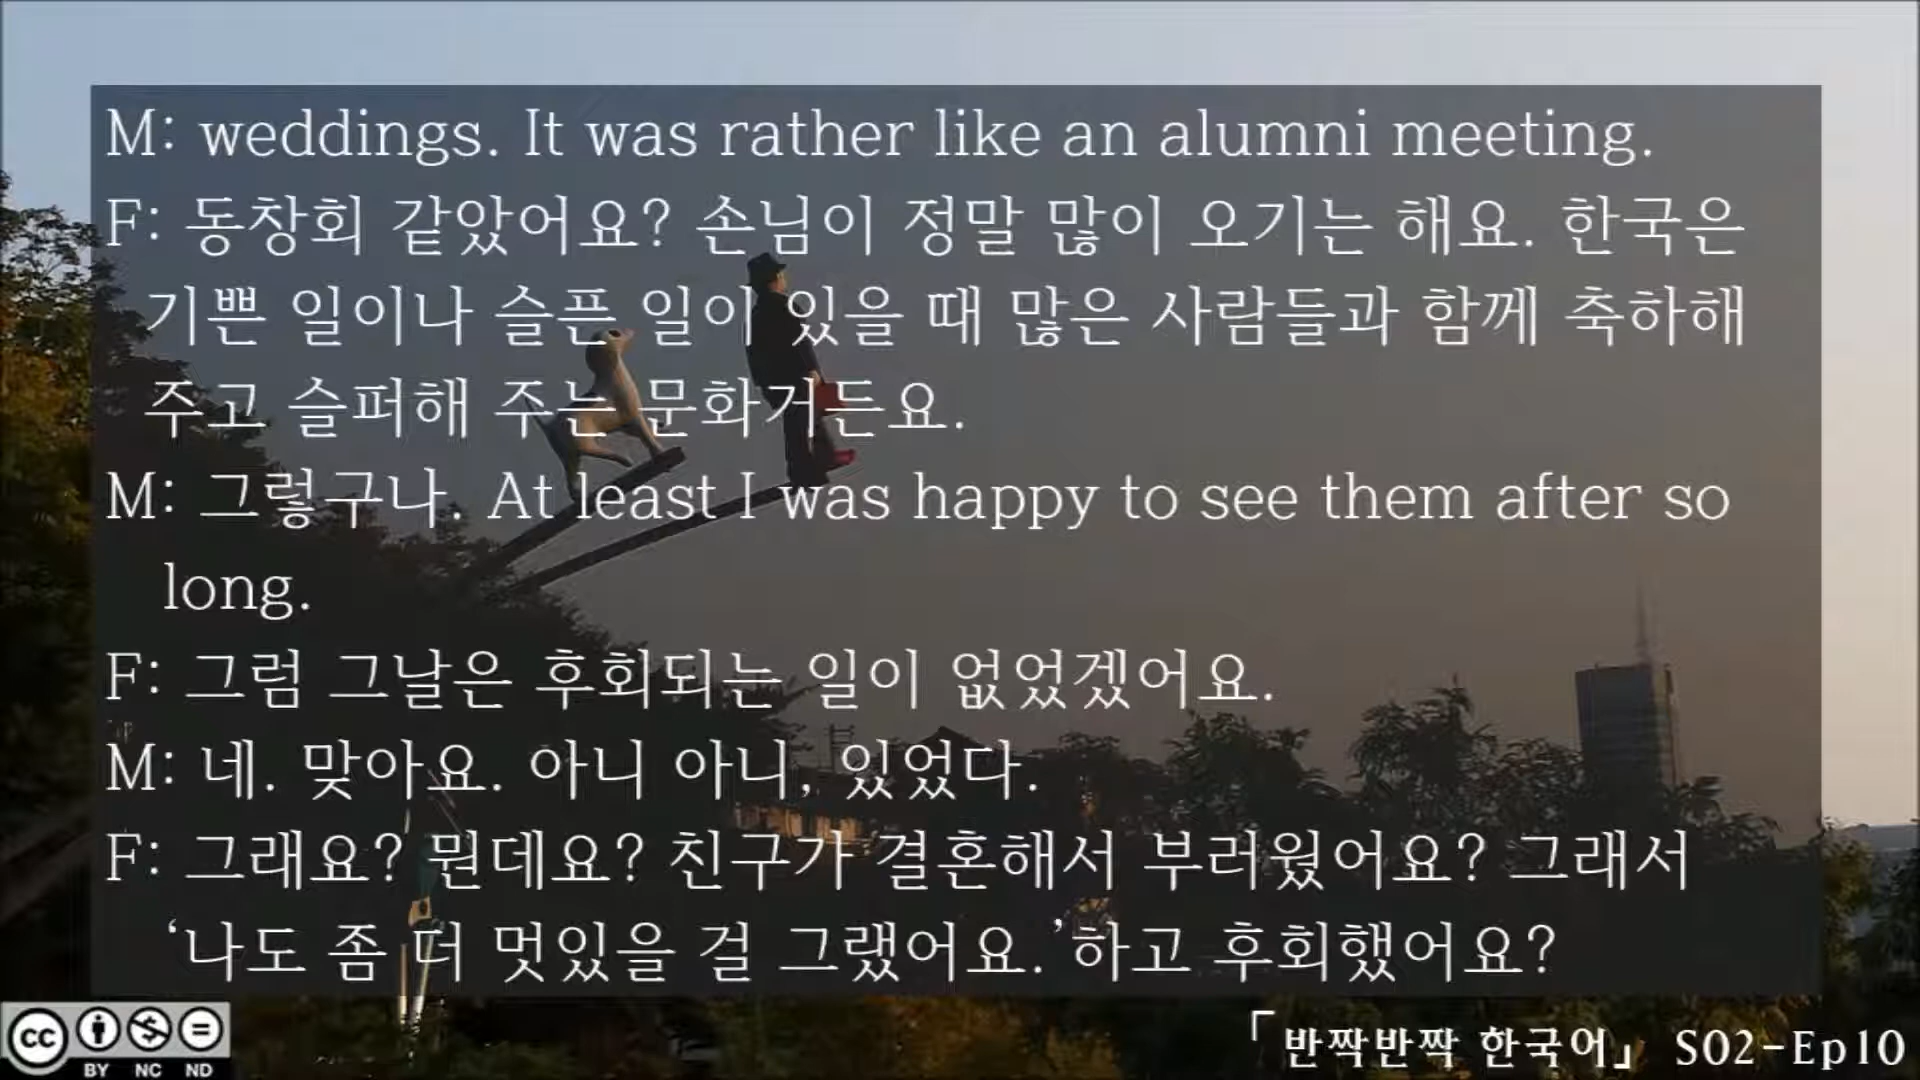 M: weddings. It was rather like an alumni meeting.
F: 동창회 같았어요? 손님이 정말 많이 오기는 해요. 한국은
기쁜 일이나 슬픈 일이 있을 때 많은 사람들과 함께 축하해
주고 슬퍼해 주는 문화거든요.
M: 그렇구나. At least I was happy to see them after so
long.
F: 그럼 그날은 후회되는 일이 없었겠어요.
M: 네. 맞아요. 아니 아니, 있었다.
F: 그래요? 뭔데요? 친구가 결혼해서 부러웠어요? 그래서
‘나도 좀 더 멋있을 걸 그랬어요.’하고 후회했어요?
cc BY NC ND
「반짝반짝 한국어」 S02-Ep10